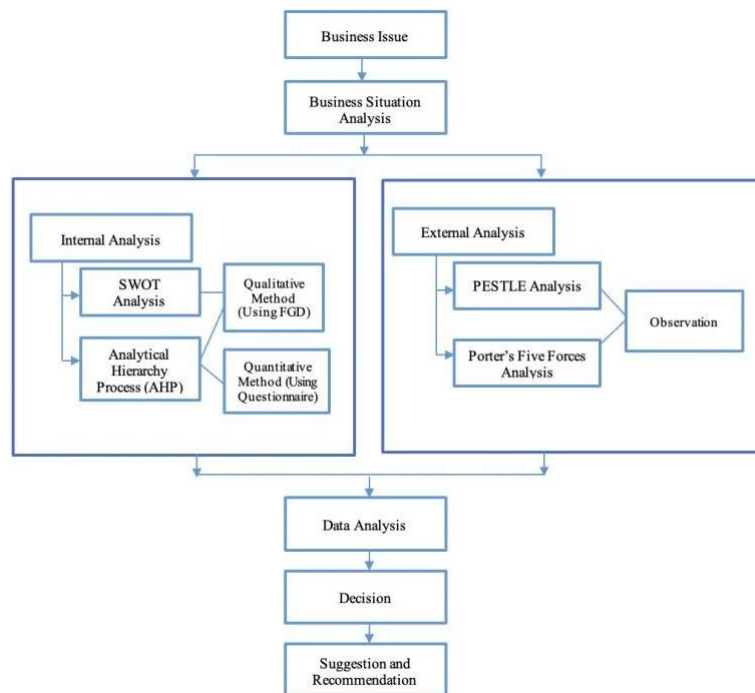 Business Issue
Business Situation
Analysis
Internal Analysis
SWOT
Analysis
Qualitative
Method
(Using FGD)
Analytical
Hierarchy
Process (AHP)
Quantitative
Method (Using
Questionnaire)
External Analysis
PESTLE Analysis
Observation
Porter's Five Forces
Analysis
Data Analysis
Decision
Suggestion and
Recommendation